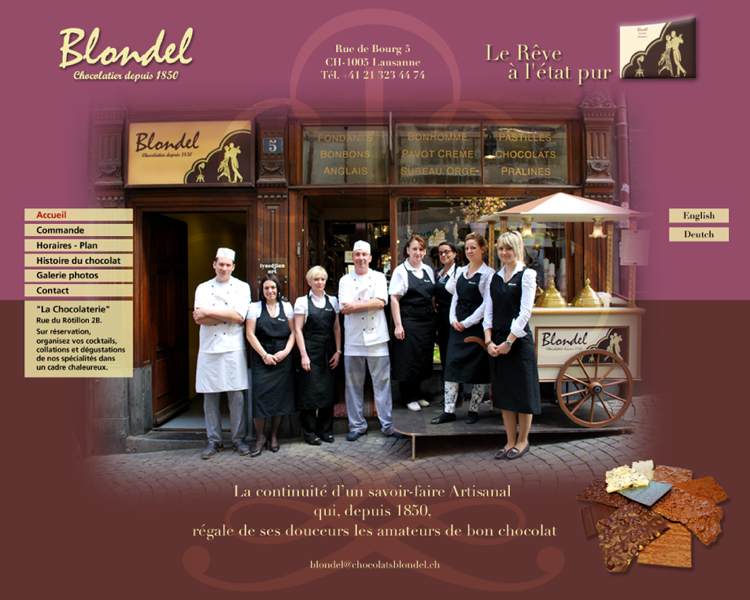 Blondel
Chocolatier depuis 1850
Rue de Bourg 5
CH-1005 Lausanne
Tél. +41 21 323 44 74
Le Rêve
à l'état pur
Blondel
Chocolatier depuis 1850
5
FONDANTS
BONBONS
ANGLAIS
BONHOMME
PAVOT CRÈME
SUREAU ORGE
PASTILLES
CHOCOLATS
PRALINES
Accueil
Commande
Horaires - Plan
Histoire du chocolat
Galerie photos
Contact
"La Chocolaterie"
Rue du Rôtillon 2B.
Sur réservation,
organisez vos cocktails,
collations et dégustations
de nos spécialités dans
un cadre chaleureux.
English
Deutch
Blondel
La continuité d'un savoir-faire Artisanal
qui, depuis 1850,
régale de ses douceurs les amateurs de bon chocolat
blondel@chocolatsblondel.ch